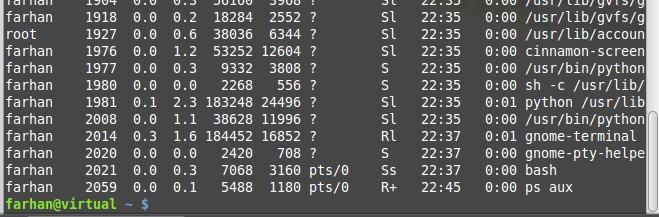 farhan 1904 0.0 0.3 56160 3968 ? Sl 22:35 0:00 /usr/lib/gvfs/g
farhan 1918 0.0 0.2 18284 2552 ? Sl 22:35 0:00 /usr/lib/gvfs/g
root 1927 0.0 0.6 38036 6344 ? Sl 22:35 0:00 /usr/lib/accoun
farhan 1976 0.0 1.2 53252 12604 ? Sl 22:35 0:00 cinnamon-screen
farhan 1977 0.0 0.3 9332 3808 ? S 22:35 0:00 /usr/bin/python
farhan 1980 0.0 0.0 2268 556 ? S 22:35 0:00 sh -c /usr/lib/
farhan 1981 0.1 2.3 183248 24496 ? Sl 22:35 0:01 python /usr/lib
farhan 2008 0.0 1.1 38628 11996 ? Sl 22:35 0:00 /usr/bin/python
farhan 2014 0.3 1.6 184452 16852 ? Rl 22:37 0:01 gnome-terminal
farhan 2020 0.0 0.0 2420 708 ? S 22:37 0:00 gnome-pty-helpe
farhan 2021 0.0 0.3 7068 3160 pts/0 Ss 22:37 0:00 bash
farhan 2059 0.0 0.1 5488 1180 pts/0 R+ 22:45 0:00 ps aux
farhan@virtual ~ $